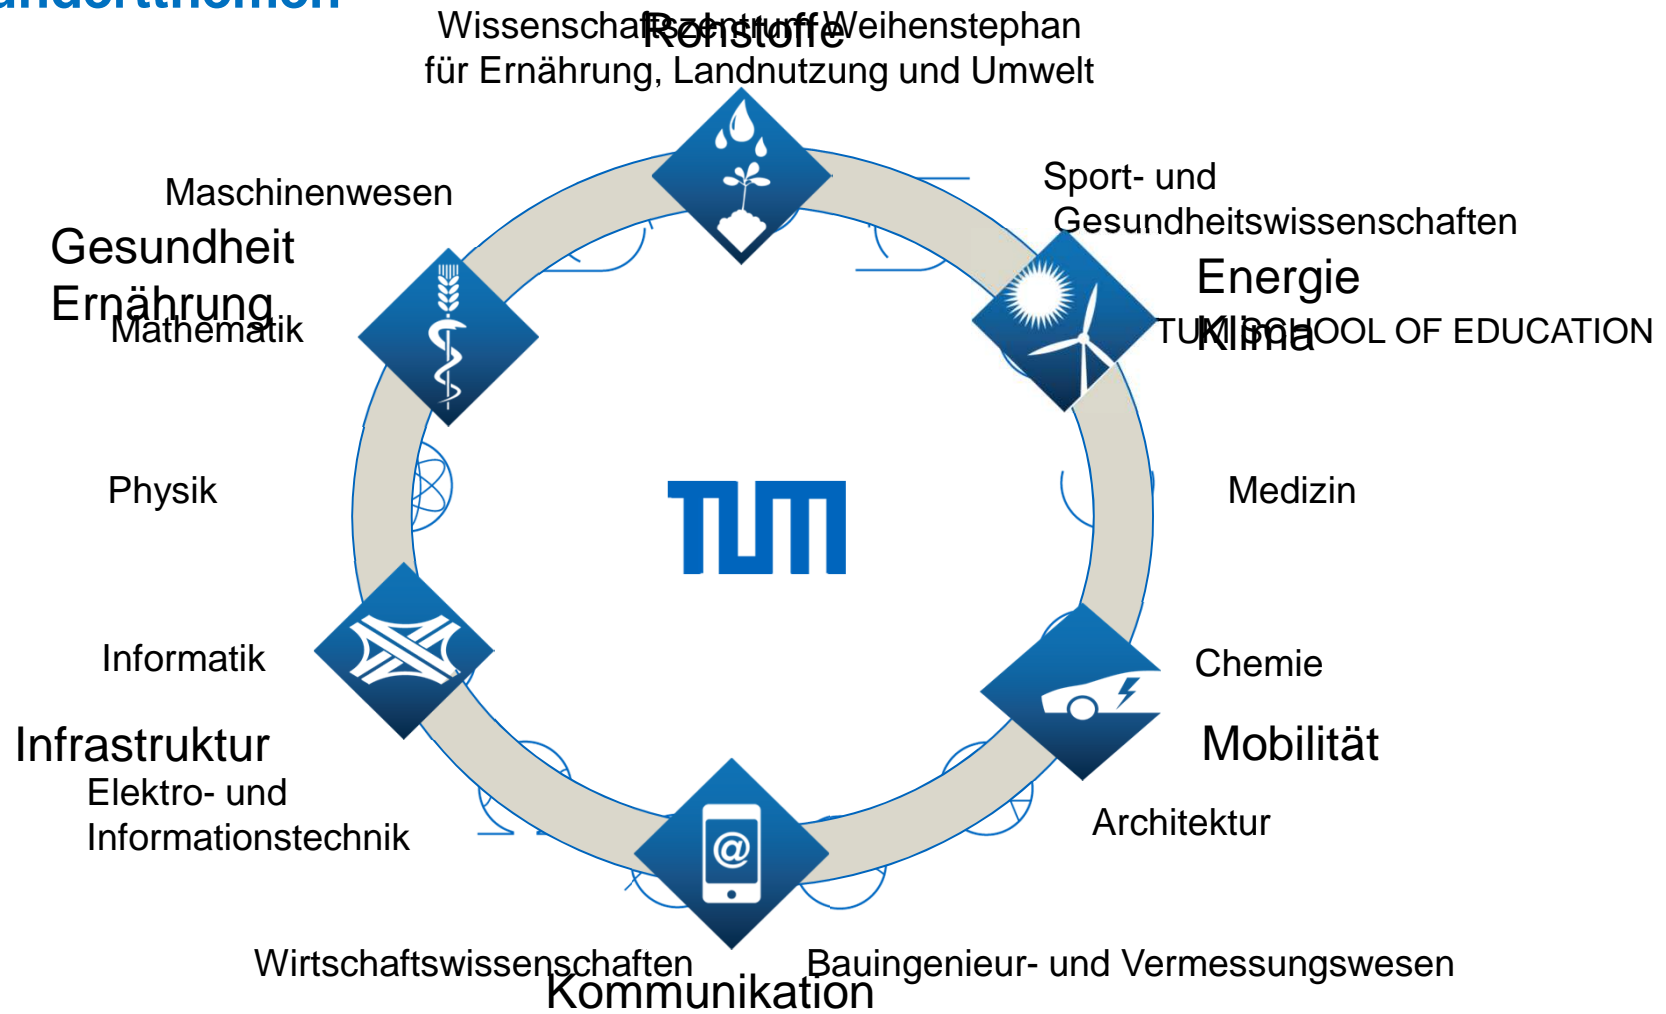 underthemen
Wissenschaftszentrum Weihenstephan
für Ernährung, Landnutzung und Umwelt
Rohstoffe
Maschinenwesen
Sport- und
Gesundheitswissenschaften
Gesundheit
Ernährung
Energie
Klima
Mathematik
TUM SCHOOL OF EDUCATION
Physik
TUM
Medizin
Informatik
Chemie
Infrastruktur
Mobilität
Elektro- und
Informationstechnik
Architektur
@
Wirtschaftswissenschaften
Bauingenieur- und Vermessungswesen
Kommunikation